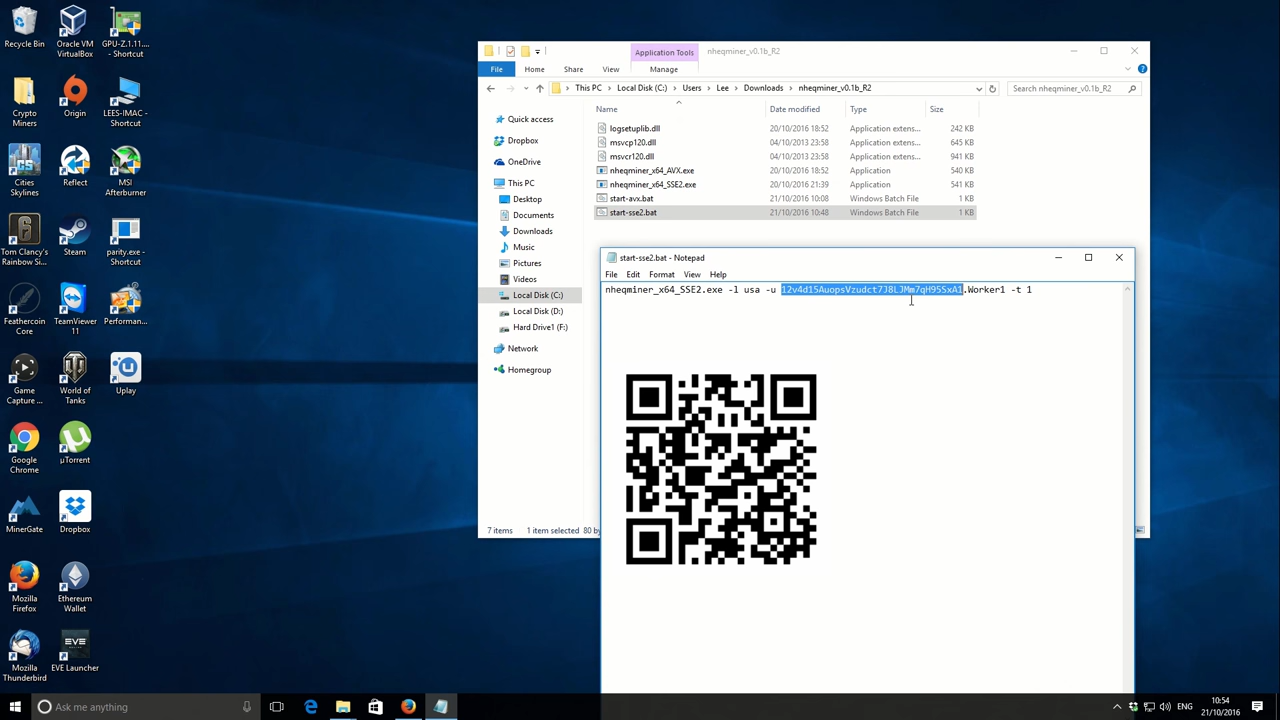 Recycle Bin
Oracle VM VirtualBox
GPU-Z.1.11.... - Shortcut
Crypto Miners
Origin
LEES-IMAC - Shortcut
Cities Skylines
Reflect
MSI Afterburner
Tom Clancy's Rainbow Si...
Steam
parity.exe - Shortcut
Feathercoin Core
TeamViewer 11
Performan...
Game Capture ...
World of Tanks
Uplay
Google Chrome
µTorrent
MinerGate
Dropbox
Mozilla Firefox
Ethereum Wallet
Mozilla Thunderbird
EVE
EVE Launcher
Application Tools
nheqminer_v0.1b_R2
File
Home
Share
View
Manage
This PC
Local Disk (C:)
Users
Lee
Downloads
nheqminer_v0.1b_R2
Search nheqminer_v0.1b_R2
Quick access
Dropbox
OneDrive
This PC
Desktop
Documents
Downloads
Music
Pictures
Videos
Local Disk (C:)
Local Disk (D:)
Hard Drive1 (F:)
Network
Homegroup
Name Date modified Type Size
logsetuplib.dll 20/10/2016 18:52 Application extens... 242 KB
msvcp120.dll 04/10/2013 23:58 Application extens... 645 KB
msvcr120.dll 04/10/2013 23:58 Application extens... 941 KB
nheqminer_x64_AVX.exe 20/10/2016 18:52 Application 540 KB
nheqminer_x64_SSE2.exe 20/10/2016 21:39 Application 541 KB
start-avx.bat 21/10/2016 10:08 Windows Batch File 1 KB
start-sse2.bat 21/10/2016 10:48 Windows Batch File 1 KB
7 items 1 item selected 80 by
start-sse2.bat - Notepad
File Edit Format View Help
nheqminer_x64_SSE2.exe -l usa -u 12v4d15AuopsVzudct7J8LJMm7qH95SxA1.Worker1 -t 1
Ask me anything
ENG
10:54
21/10/2016